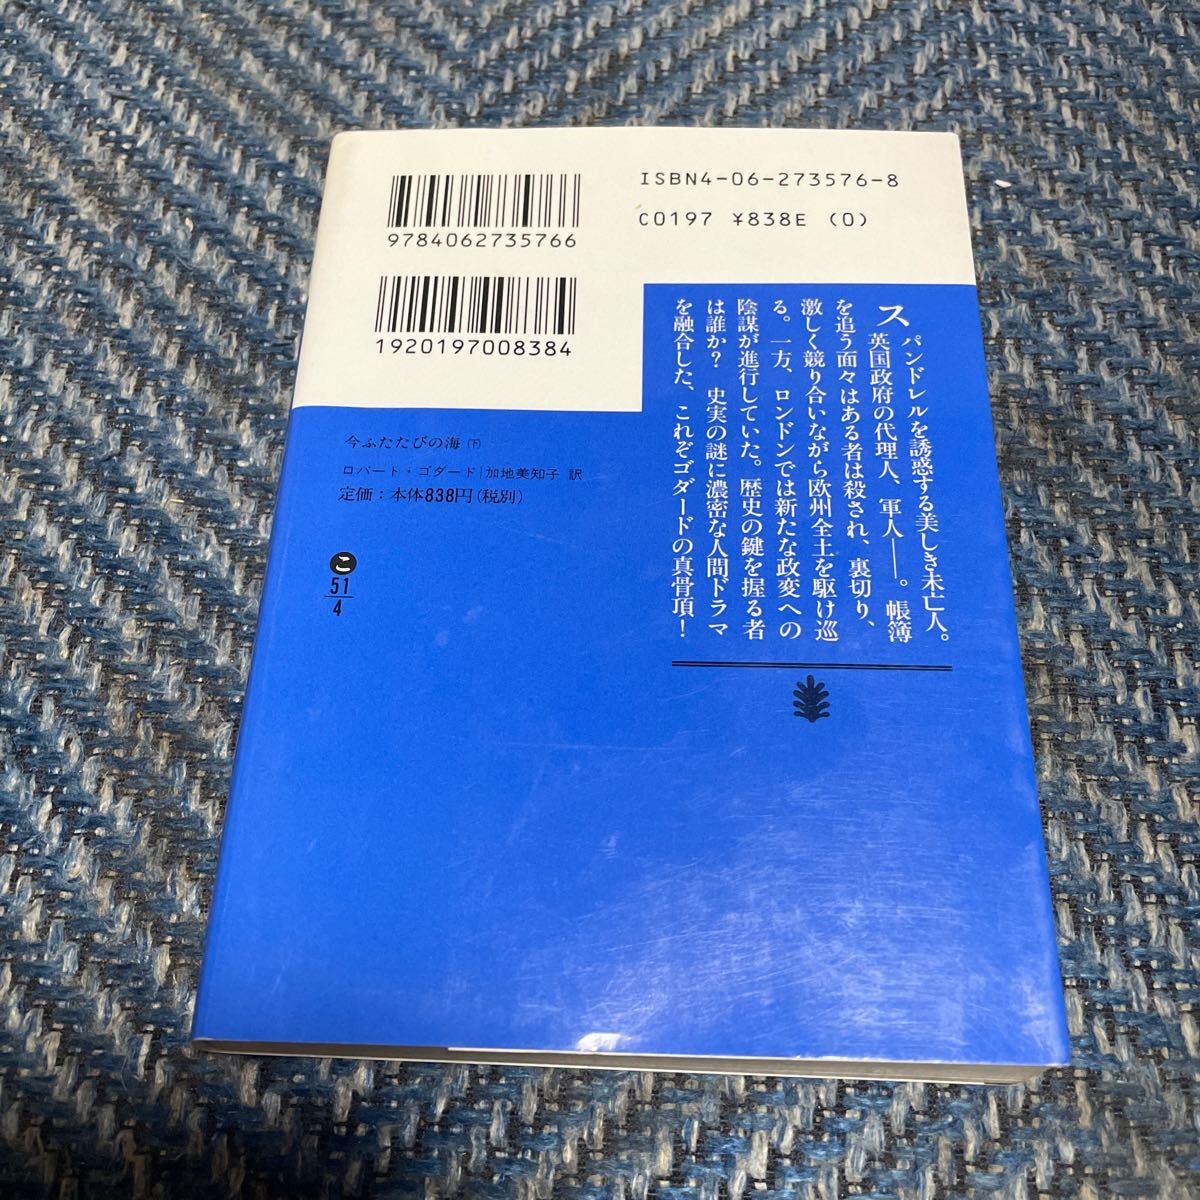 ISBN4-06-273576-8
C0197 ¥838E (0)
9784062735766
1920197008384
スパンドレルを誘惑する美しき未亡人。
英国政府の代理人、軍人――。帳簿
を追う面々はある者は殺され、裏切り、
激しく競り合いながら欧州全土を駆け巡
る。一方、ロンドンでは新たな政変への
陰謀が進行していた。歴史の鍵を握る者
は誰か? 史実の謎に濃密な人間ドラマ
を融合した、これぞゴダードの真骨頂!
今ふたたびの海(下)
ロバート・ゴダード|加地美知子 訳
定価:本体838円(税別)
こ
51
4